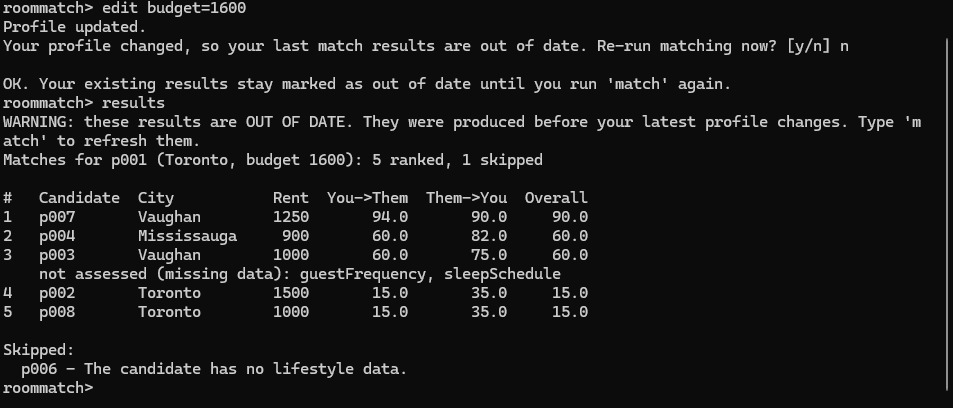 roommatch> edit budget=1600
Profile updated.
Your profile changed, so your last match results are out of date. Re-run matching now? [y/n] n
OK. Your existing results stay marked as out of date until you run 'match' again.
roommatch> results
WARNING: these results are OUT OF DATE. They were produced before your latest profile changes. Type 'm
atch' to refresh them.
Matches for p001 (Toronto, budget 1600): 5 ranked, 1 skipped
#   Candidate  City           Rent  You->Them  Them->You  Overall
1   p007       Vaughan        1250       94.0       90.0     90.0
2   p004       Mississauga     900       60.0       82.0     60.0
3   p003       Vaughan        1000       60.0       75.0     60.0
    not assessed (missing data): guestFrequency, sleepSchedule
4   p002       Toronto        1500       15.0       35.0     15.0
5   p008       Toronto        1000       15.0       35.0     15.0
Skipped:
  p006 - The candidate has no lifestyle data.
roommatch>